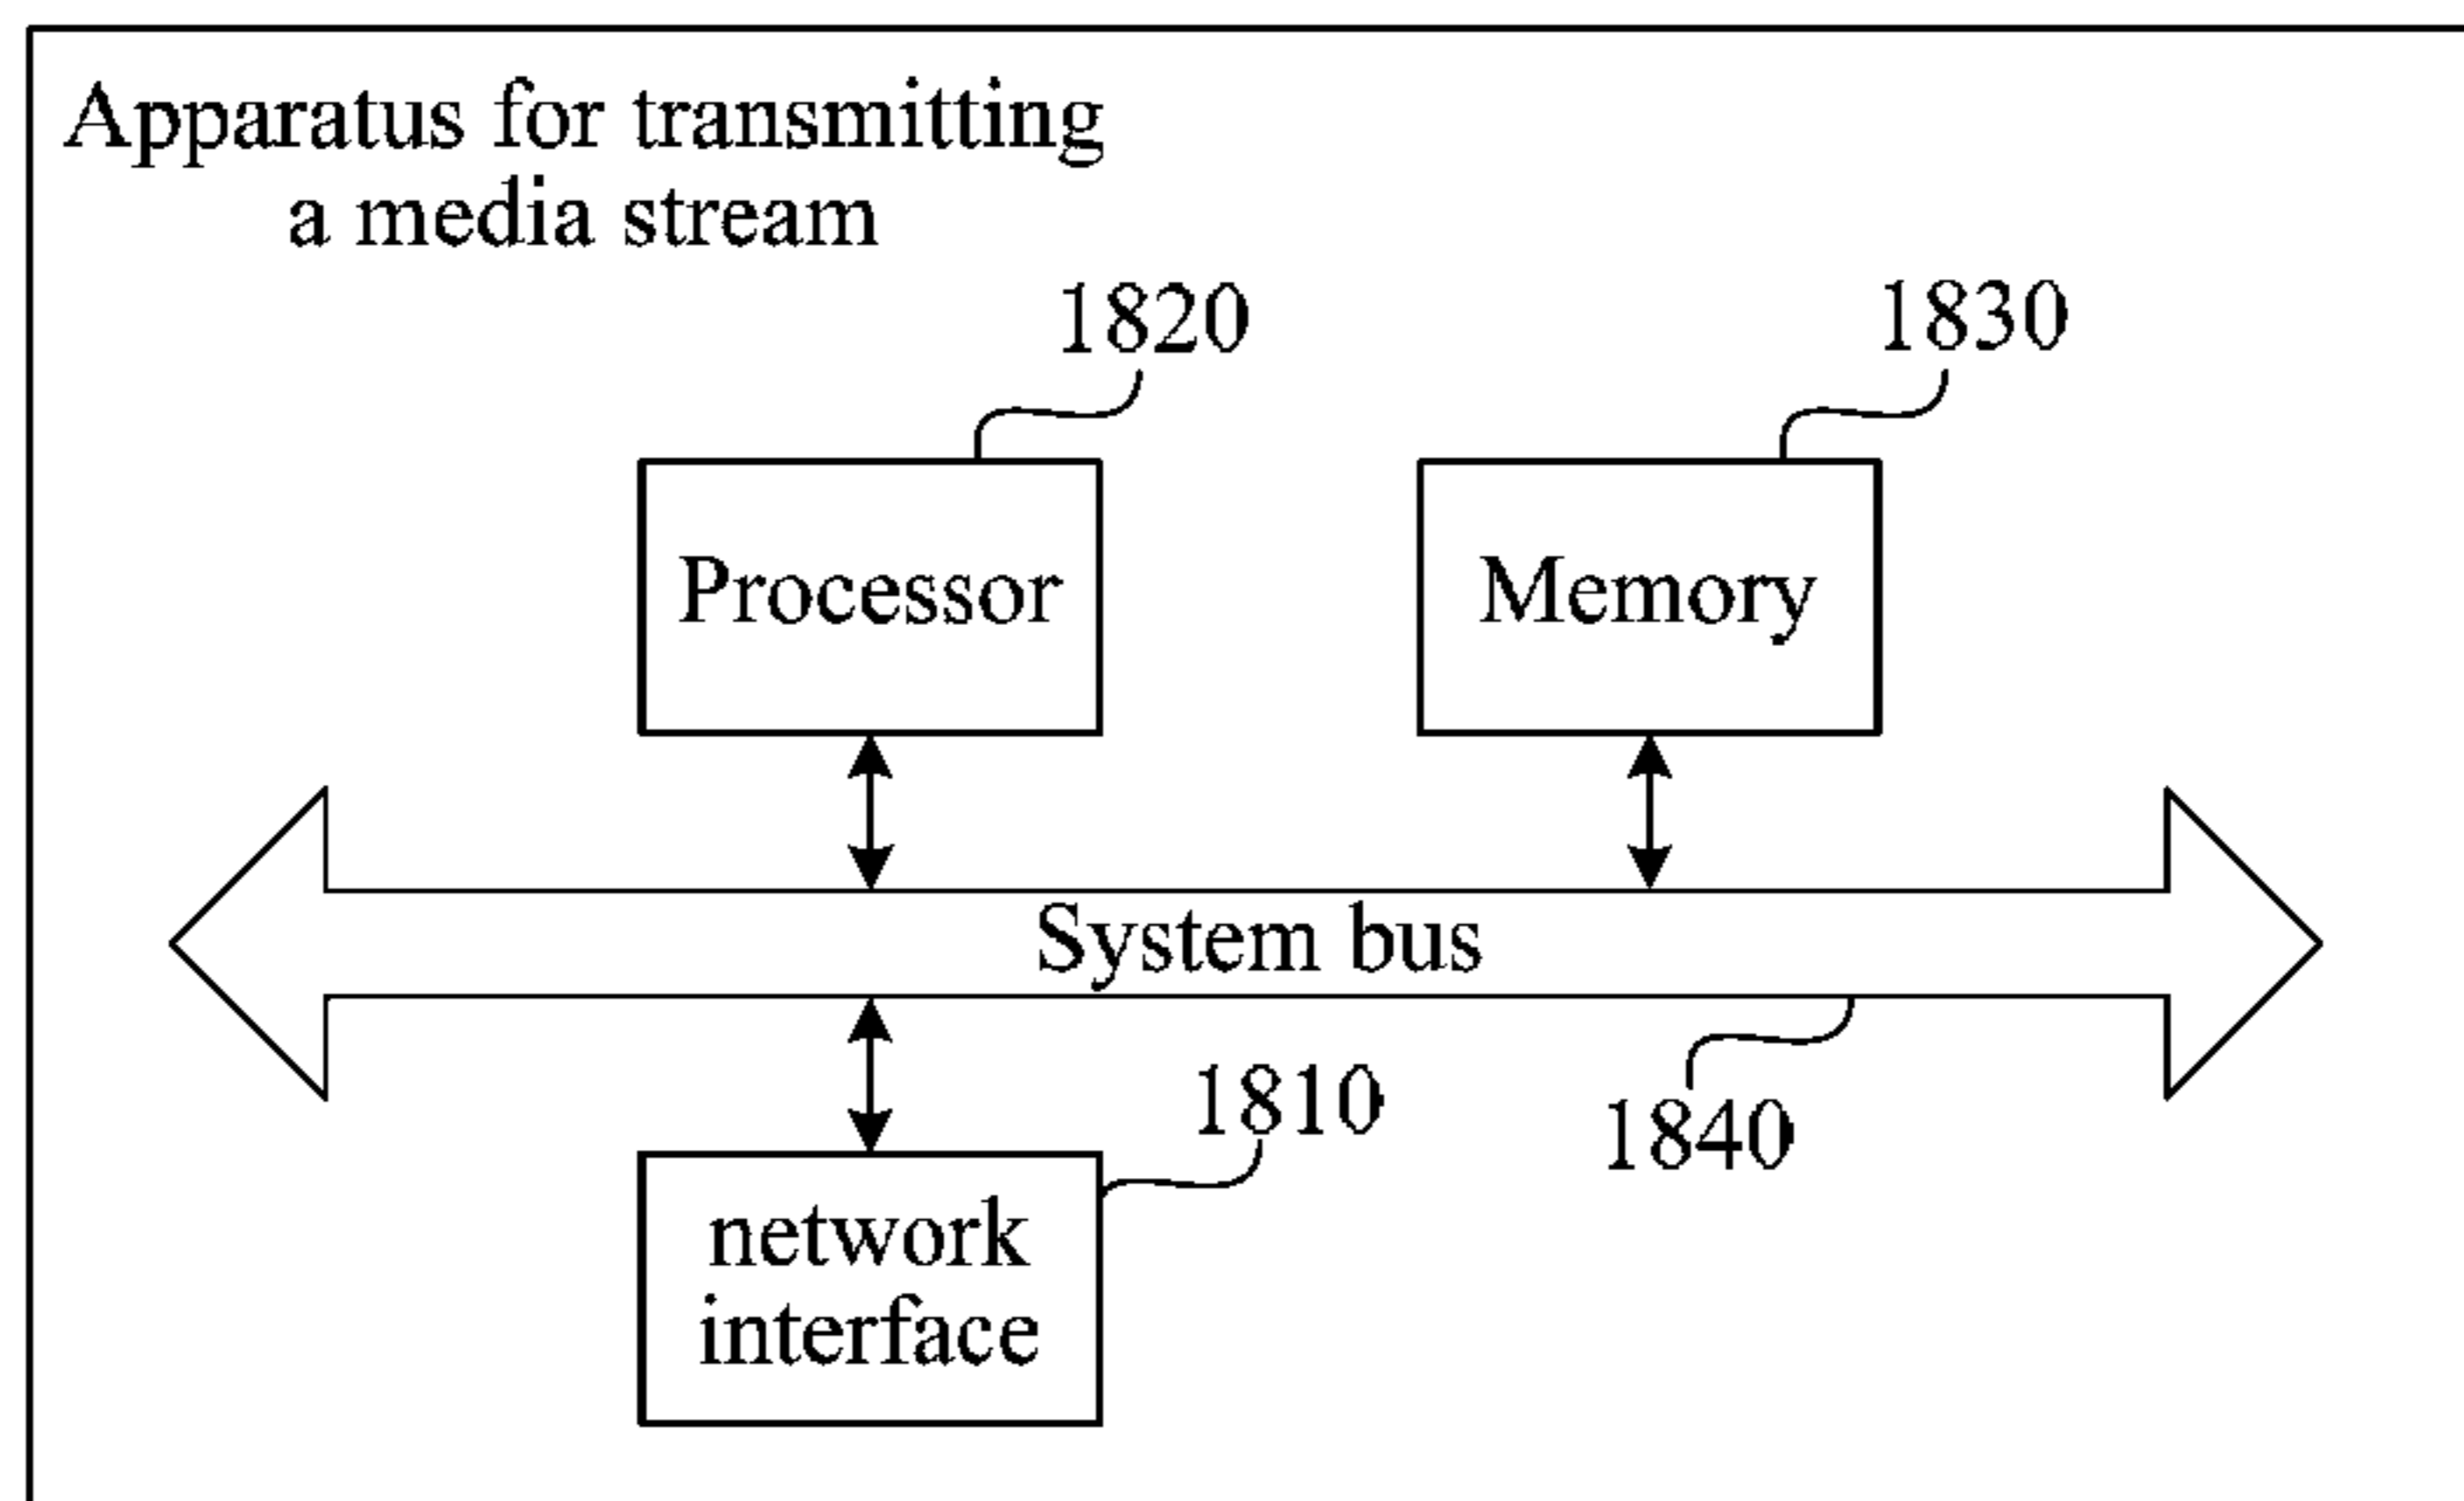 Apparatus for transmitting
a media stream
1820
1830
Processor
Memory
System bus
1810
1840
network
interface